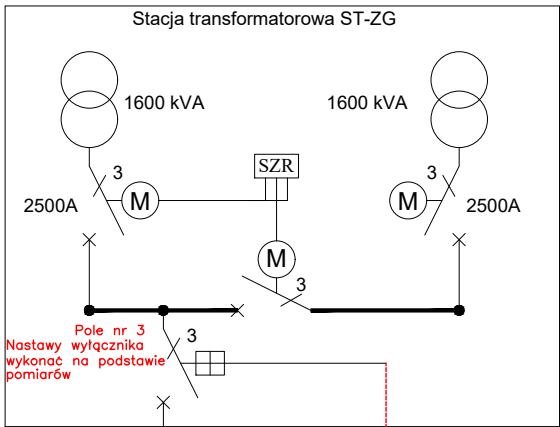 Stacja transformatorowa ST-ZG
1600 kVA
1600 kVA
SZR
3
3
M
M
2500A
2500A
M
3
Pole nr 3
Nastawy wyłącznika
wykonać na podstawie
pomiarów
3